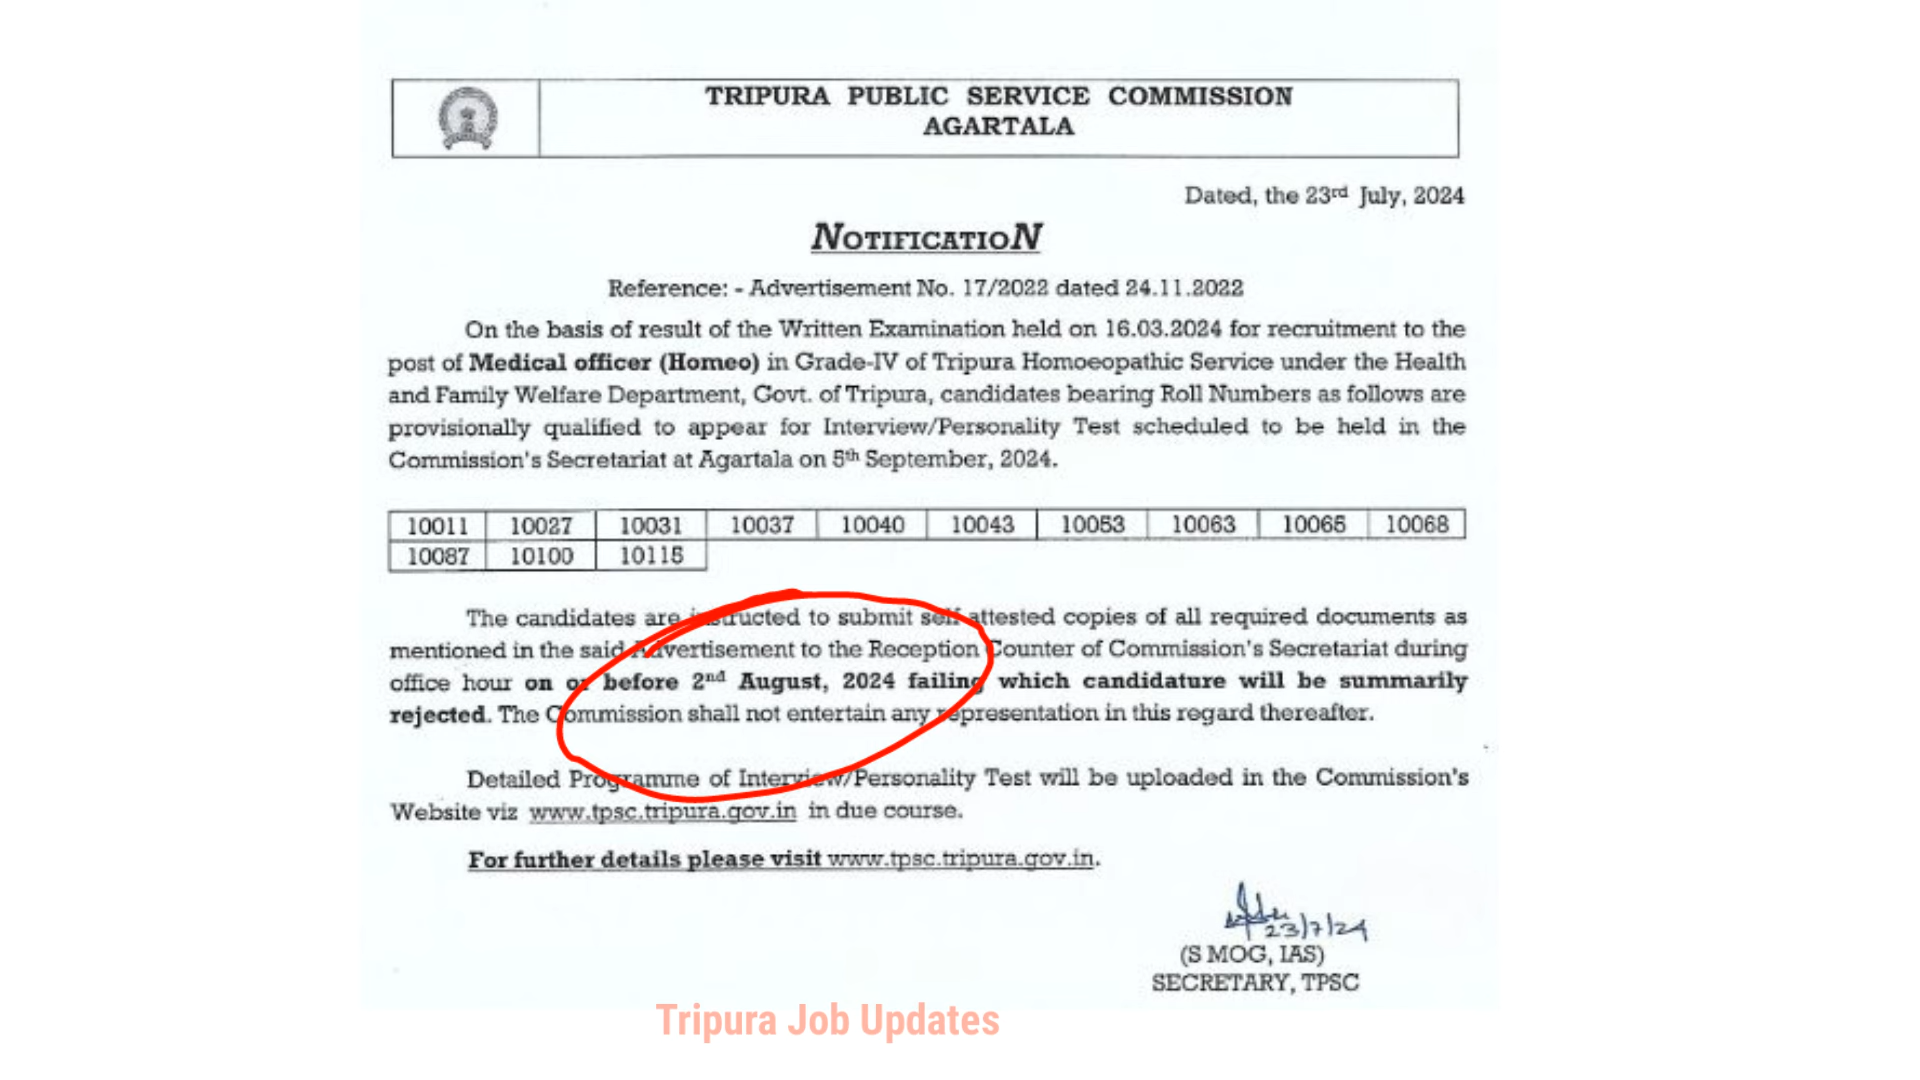 TRIPURA PUBLIC SERVICE COMMISSION
AGARTALA
Dated, the 23rd July, 2024
NOTIFICATION
Reference: - Advertisement No. 17/2022 dated 24.11.2022
On the basis of result of the Written Examination held on 16.03.2024 for recruitment to the
post of Medical officer (Homeo) in Grade-IV of Tripura Homoeopathic Service under the Health
and Family Welfare Department, Govt. of Tripura, candidates bearing Roll Numbers as follows are
provisionally qualified to appear for Interview/Personality Test scheduled to be held in the
Commission's Secretariat at Agartala on 5th September, 2024.
10011 10027 10031 10037 10040 10043 10053 10063 10065 10068
10087 10100 10115
The candidates are instructed to submit self attested copies of all required documents as
mentioned in the said Advertisement to the Reception Counter of Commission's Secretariat during
office hour on or before 2nd August, 2024 failing which candidature will be summarily
rejected. The Commission shall not entertain any representation in this regard thereafter.
Detailed Programme of Interview/Personality Test will be uploaded in the Commission's
Website viz www.tpsc.tripura.gov.in in due course.
For further details please visit www.tpsc.tripura.gov.in.
23/7/24
(S MOG, IAS)
SECRETARY, TPSC
Tripura Job Updates